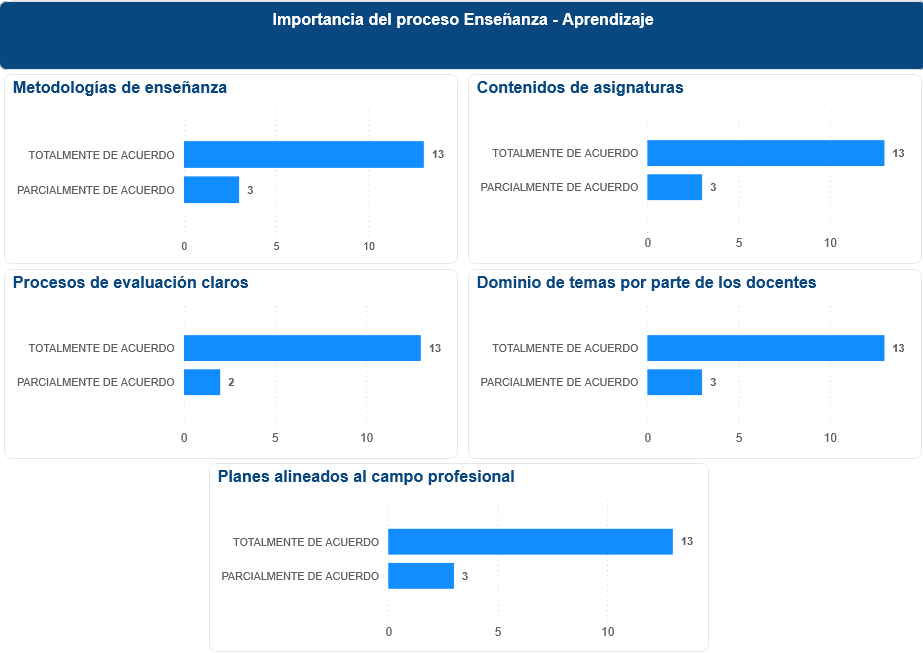 Importancia del proceso Enseñanza - Aprendizaje
Metodologías de enseñanza
TOTALMENTE DE ACUERDO 13
PARCIALMENTE DE ACUERDO 3
0 5 10
Contenidos de asignaturas
TOTALMENTE DE ACUERDO 13
PARCIALMENTE DE ACUERDO 3
0 5 10
Procesos de evaluación claros
TOTALMENTE DE ACUERDO 13
PARCIALMENTE DE ACUERDO 2
0 5 10
Dominio de temas por parte de los docentes
TOTALMENTE DE ACUERDO 13
PARCIALMENTE DE ACUERDO 3
0 5 10
Planes alineados al campo profesional
TOTALMENTE DE ACUERDO 13
PARCIALMENTE DE ACUERDO 3
0 5 10